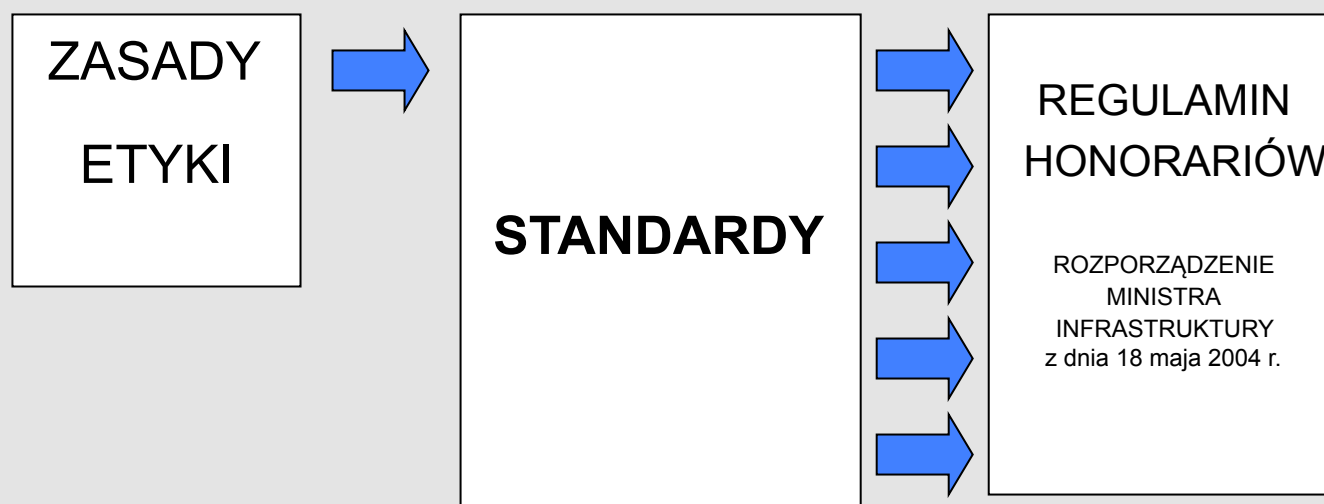 ZASADY
ETYKI
STANDARDY
REGULAMIN
HONORARIÓW
ROZPORZĄDZENIE
MINISTRA
INFRASTRUKTURY
z dnia 18 maja 2004 r.